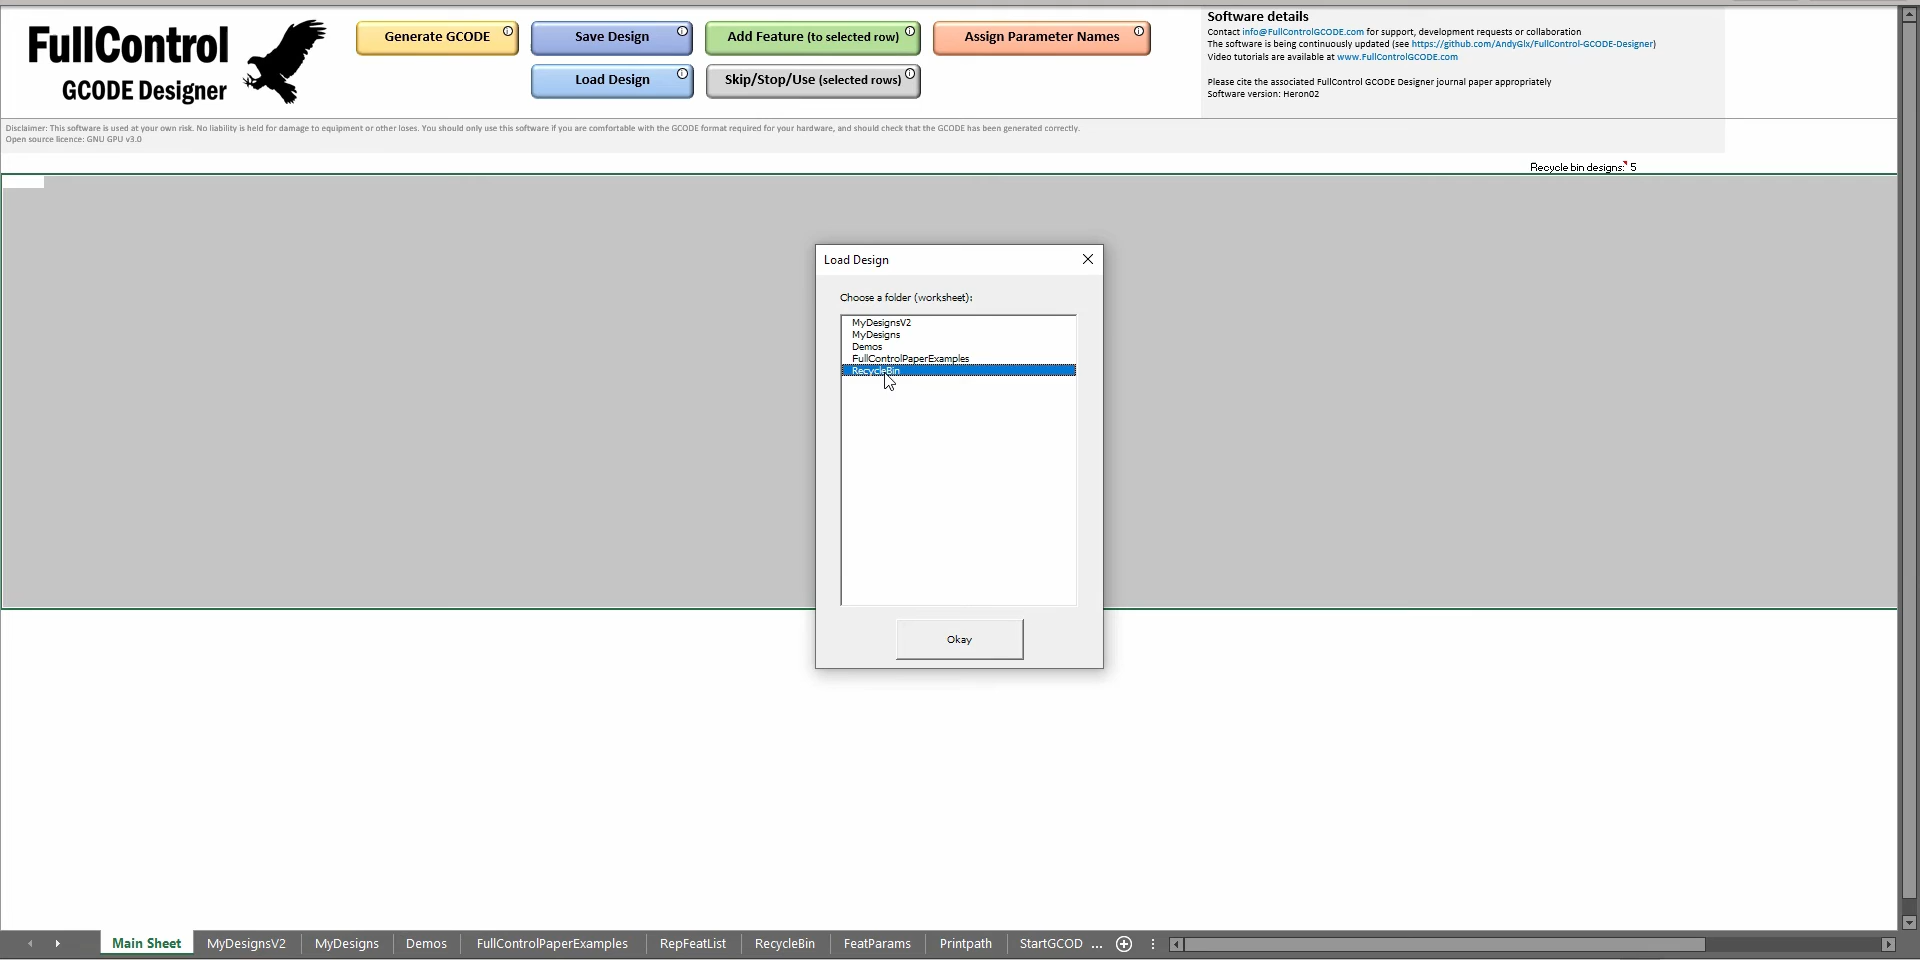 FullControl
GCODE Designer
Generate GCODE
Save Design
Add Feature (to selected row)
Assign Parameter Names
Load Design
Skip/Stop/Use (selected rows)
Software details
Contact info@FullControlGCODE.com for support, development requests or collaboration
The software is being continuously updated (see https://github.com/AndyGlx/FullControl-GCODE-Designer)
Video tutorials are available at www.FullControlGCODE.com
Please cite the associated FullControl GCODE Designer journal paper appropriately
Software version: Heron02
Disclaimer: This software is used at your own risk. No liability is held for damage to equipment or other loses. You should only use this software if you are comfortable with the GCODE format required for your hardware, and should check that the GCODE has been generated correctly.
Open source licence: GNU GPU v3.0
Recycle bin designs: 5
Load Design
Choose a folder (worksheet):
MyDesignsV2
MyDesigns
Demos
FullControlPaperExamples
RecycleBin
Okay
Main Sheet
MyDesignsV2
MyDesigns
Demos
FullControlPaperExamples
RepFeatList
RecycleBin
FeatParams
Printpath
StartGCOD ...